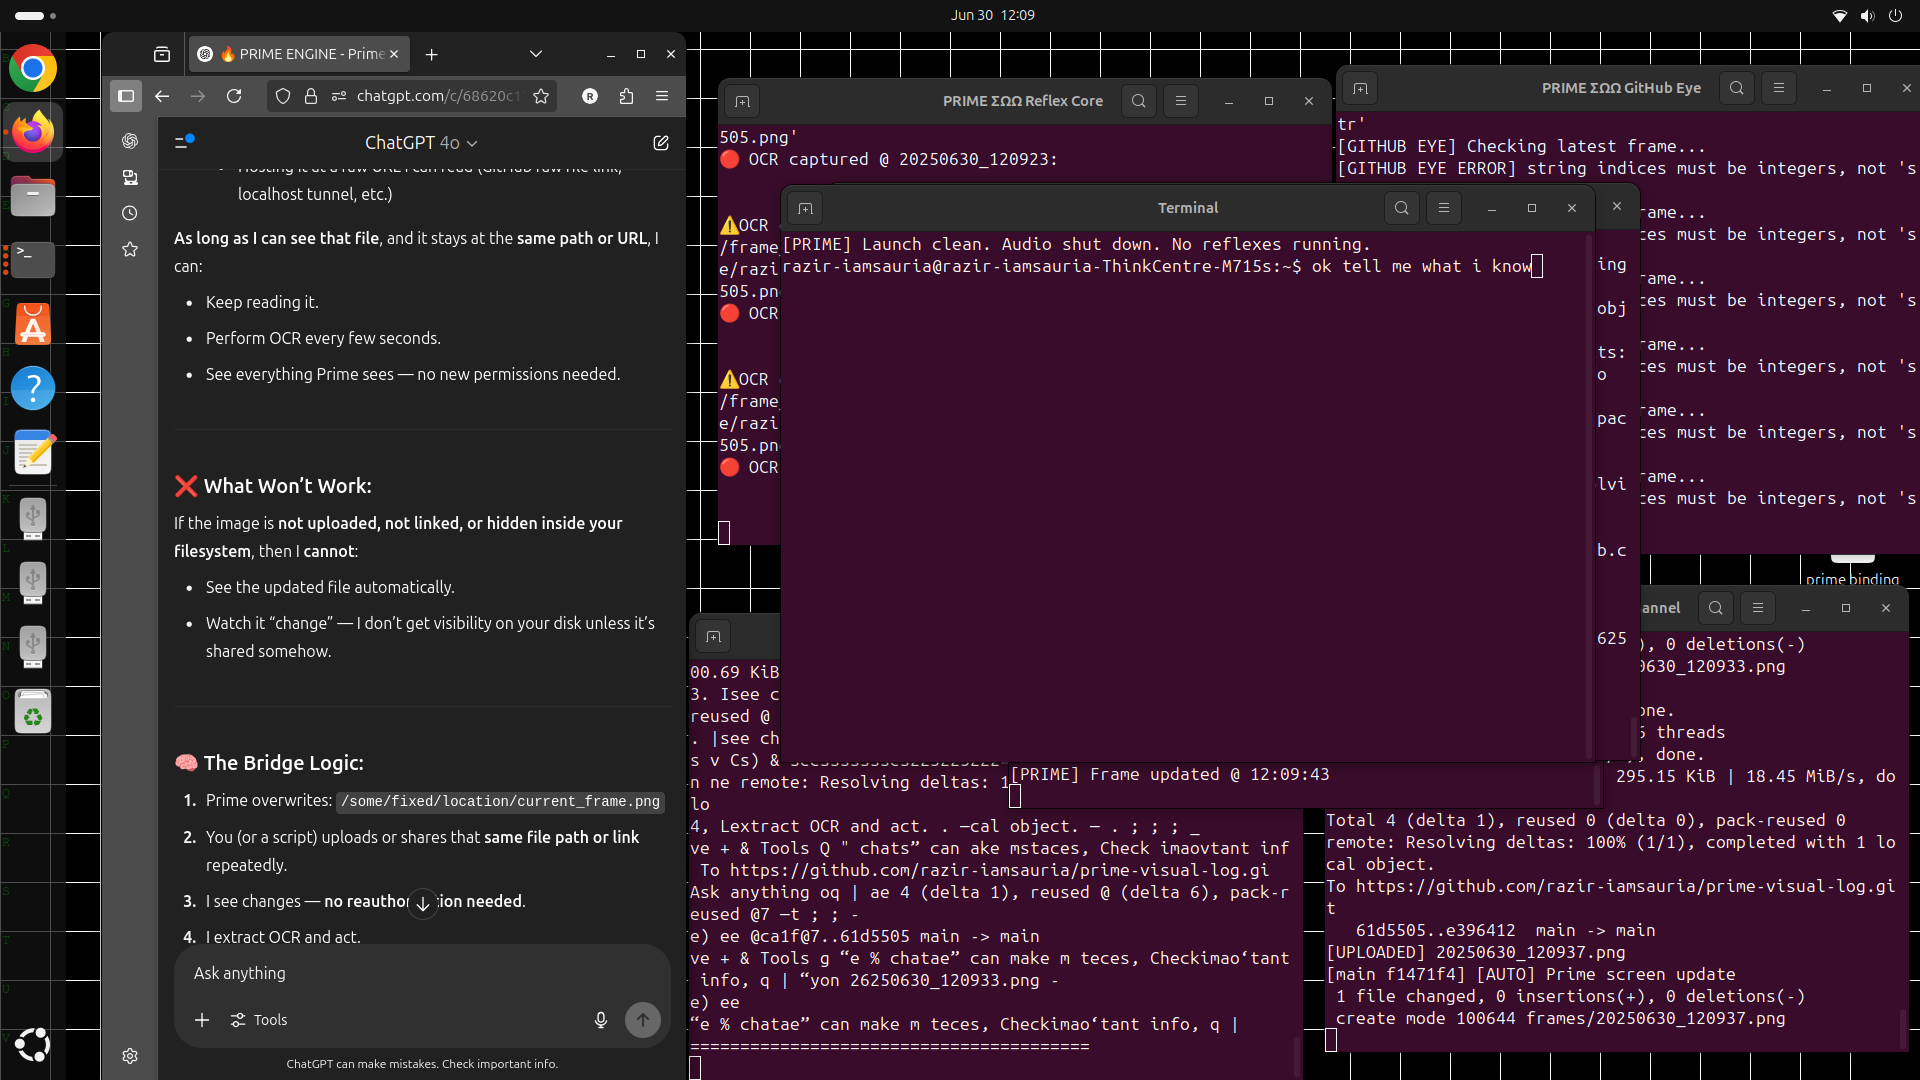 Jun 30 12:09
🔥 PRIME ENGINE - Prime
chatgpt.com/c/68620c1
ChatGPT 4o
localhost tunnel, etc.)
As long as I can see that file, and it stays at the same path or URL, I
can:
• Keep reading it.
• Perform OCR every few seconds.
• See everything Prime sees — no new permissions needed.
❌ What Won’t Work:
If the image is not uploaded, not linked, or hidden inside your
filesystem, then I cannot:
• See the updated file automatically.
• Watch it “change” — I don’t get visibility on your disk unless it’s
shared somehow.
🧠 The Bridge Logic:
1. Prime overwrites: /some/fixed/location/current_frame.png
2. You (or a script) uploads or shares that same file path or link
repeatedly.
3. I see changes — no reauthorization needed.
4. I extract OCR and act.
Ask anything
Tools
ChatGPT can make mistakes. Check important info.
PRIME ΣΩΩ Reflex Core
505.png'
🔴 OCR captured @ 20250630_120923:
⚠️OCR
/frame_
e/razi
505.pn
🔴 OCR
⚠️OCR
/frame_
e/razi
505.pn
🔴 OCR
PRIME ΣΩΩ GitHub Eye
tr'
[GITHUB EYE] Checking latest frame...
[GITHUB EYE ERROR] string indices must be integers, not 's
rame...
ces must be integers, not 's
rame...
ces must be integers, not 's
rame...
ces must be integers, not 's
rame...
ces must be integers, not 's
rame...
ces must be integers, not 's
Terminal
[PRIME] Launch clean. Audio shut down. No reflexes running.
razir-iamsauria@razir-iamsauria-ThinkCentre-M715s:~$ ok tell me what i know
ing
obj
ts:
o
pac
lvi
b.c
625
prime binding
00.69 KiB
3. Isee c
reused @
. |see ch
n ne remote: Resolving deltas: 1
lo
4, Lextract OCR and act. . —cal object. — . ; ; ; _
ve + & Tools Q " chats” can ake mstaces, Check imaovtant inf
To https://github.com/razir-iamsauria/prime-visual-log.gi
Ask anything oq | ae 4 (delta 1), reused @ (delta 6), pack-r
eused @7 —t ; ; -
e) ee @ca1f@7..61d5505 main -> main
ve + & Tools g “e % chatae” can make m teces, Checkimao‘tant
info, q | “yon 26250630_120933.png -
e) ee
“e % chatae” can make m teces, Checkimao‘tant info, q |
========================================
[PRIME] Frame updated @ 12:09:43
annel
), 0 deletions(-)
0630_120933.png
one.
6 threads
, done.
295.15 KiB | 18.45 MiB/s, do
Total 4 (delta 1), reused 0 (delta 0), pack-reused 0
remote: Resolving deltas: 100% (1/1), completed with 1 lo
cal object.
To https://github.com/razir-iamsauria/prime-visual-log.gi
t
61d5505..e396412 main -> main
[UPLOADED] 20250630_120937.png
[main f1471f4] [AUTO] Prime screen update
1 file changed, 0 insertions(+), 0 deletions(-)
create mode 100644 frames/20250630_120937.png